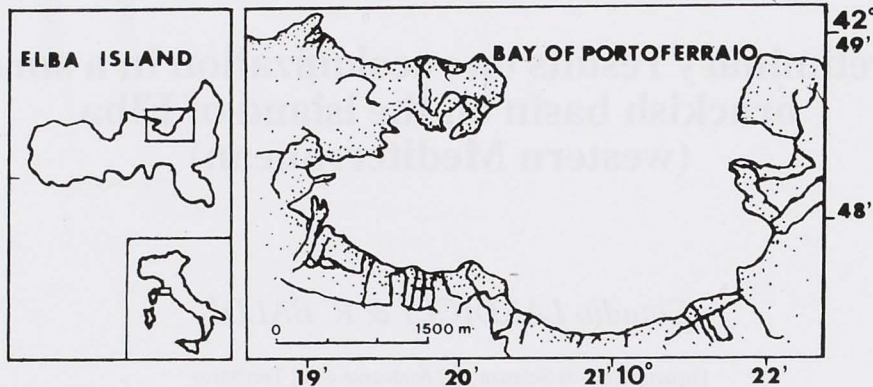 ELBA ISLAND
BAY OF PORTOFERRAIO
42°
49'
48'
0 1500 m
19' 20' 21' 10° 22'